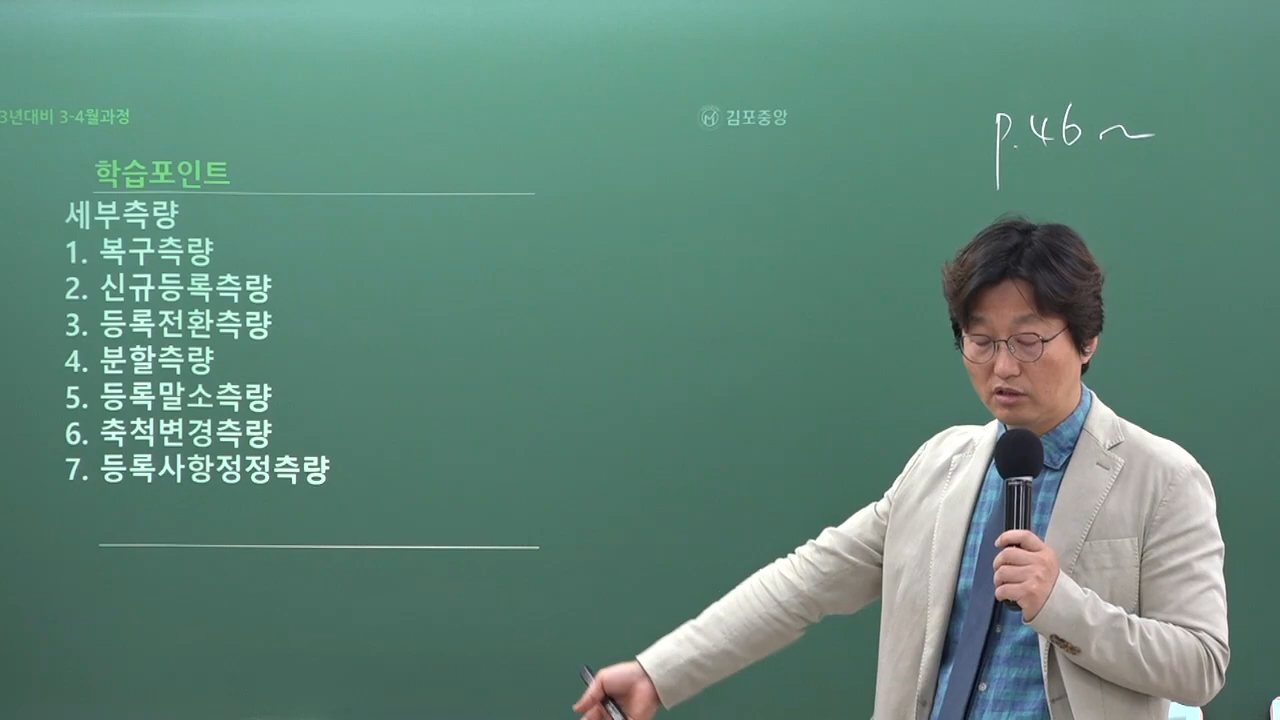 3년대비 3-4월과정
김포중앙
p.46~
학습포인트
세부측량
1. 복구측량
2. 신규등록측량
3. 등록전환측량
4. 분할측량
5. 등록말소측량
6. 축척변경측량
7. 등록사항정정측량